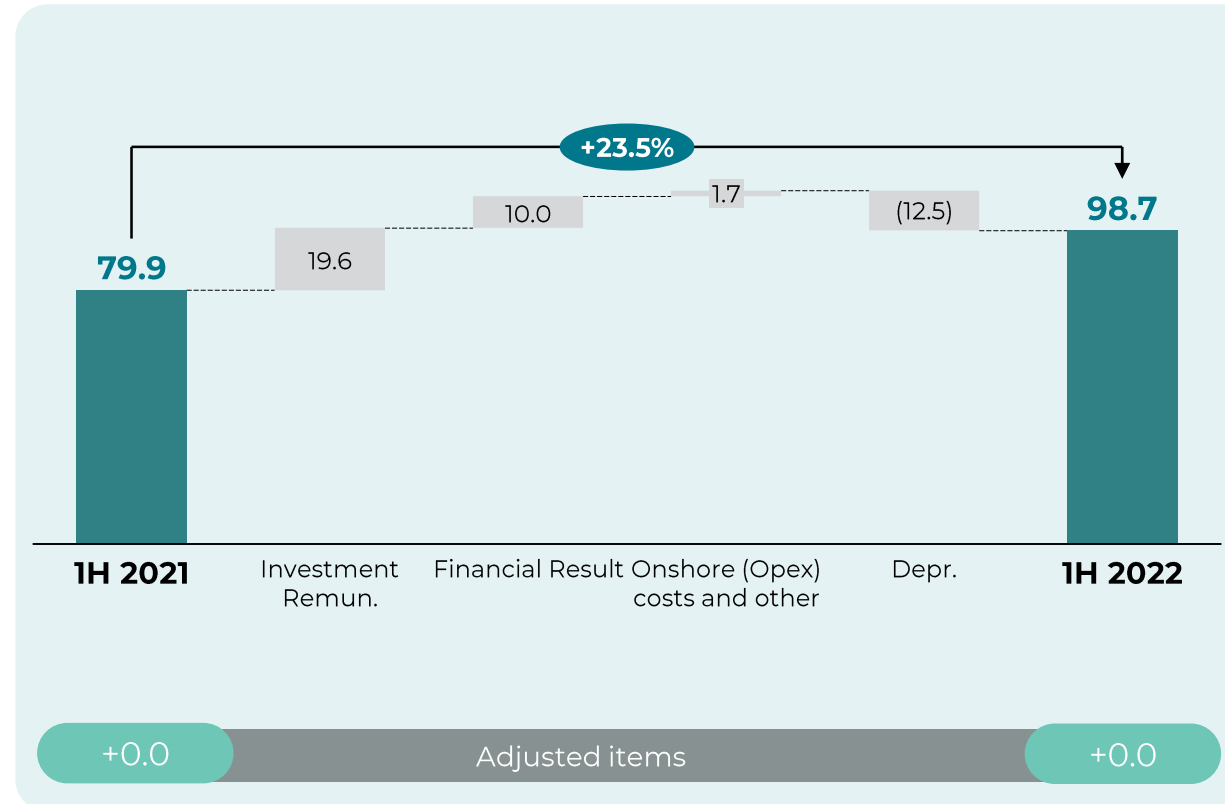 +23.5%
1.7
10.0
(12.5)
98.7
79.9
19.6
1H 2021
Investment
Remun.
Financial Result
Onshore (Opex)
costs and other
Depr.
1H 2022
+0.0
Adjusted items
+0.0